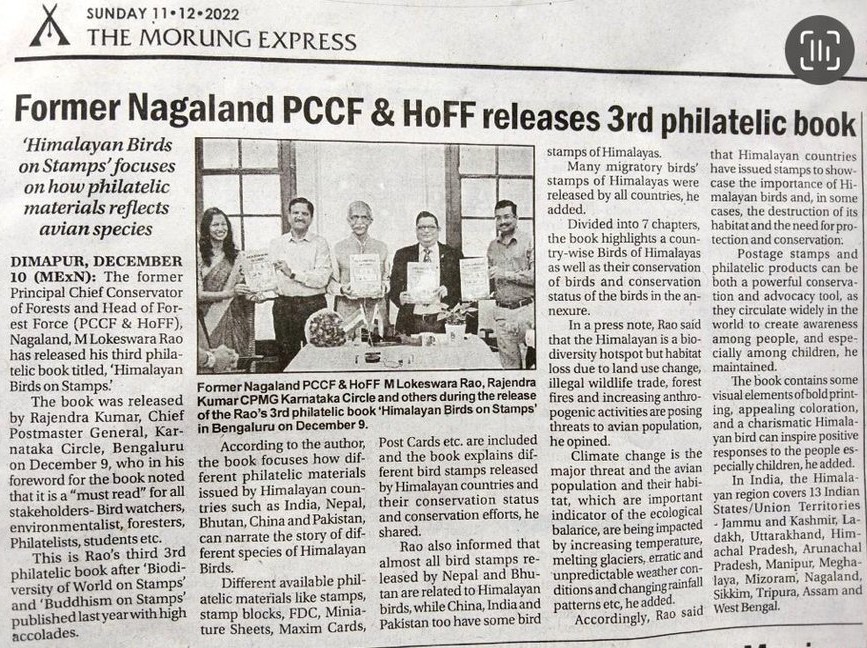 SUNDAY 11•12•2022
THE MORUNG EXPRESS
Former Nagaland PCCF & HoFF releases 3rd philatelic book
'Himalayan Birds
on Stamps' focuses
on how philatelic
materials reflects
avian species
DIMAPUR, DECEMBER
10 (MExN): The former
Principal Chief Conservator
of Forests and Head of For-
est Force (PCCF & HoFF),
Nagaland, M Lokeswara Rao
has released his third phila-
telic book titled, 'Himalayan
Birds on Stamps.'
The book was released
by Rajendra Kumar, Chief
Postmaster General, Kar-
nataka Circle, Bengaluru
on December 9, who in his
foreword for the book noted
that it is a "must read" for all
stakeholders- Bird watchers,
environmentalist, foresters,
Philatelists, students etc.
This is Rao's third 3rd
philatelic book after 'Biodi-
versity of World on Stamps'
and 'Buddhism on Stamps'
published last year with high
accolades.
Former Nagaland PCCF & HoFF M Lokeswara Rao, Rajendra
Kumar CPMG Karnataka Circle and others during the release
of the Rao's 3rd philatelic book 'Himalayan Birds on Stamps'
in Bengaluru on December 9.
According to the author,
the book focuses how dif-
ferent philatelic materials
issued by Himalayan coun-
tries such as India, Nepal,
Bhutan, China and Pakistan,
can narrate the story of dif-
ferent species of Himalayan
Birds.
Different available phil-
atelic materials like stamps,
stamp blocks, FDC, Minia-
ture Sheets, Maxim Cards,
Post Cards etc. are included
and the book explains dif-
ferent bird stamps released
by Himalayan countries and
their conservation status
and conservation efforts, he
shared.
Rao also informed that
almost all bird stamps re-
leased by Nepal and Bhu-
tan are related to Himalayan
birds, while China, India and
Pakistan too have some bird
stamps of Himalayas.
Many migratory birds'
stamps of Himalayas were
released by all countries, he
added.
Divided into 7 chapters,
the book highlights a coun-
try-wise Birds of Himalayas
as well as their conservation
of birds and conservation
status of the birds in the an-
nexure.
In a press note, Rao said
that the Himalayan is a bio-
diversity hotspot but habitat
loss due to land use change,
illegal wildlife trade, forest
fires and increasing anthro-
pogenic activities are posing
threats to avian population,
he opined.
Climate change is the
major threat and the avian
population and their habi-
tat, which are important
indicator of the ecological
balance, are being impacted
by increasing temperature,
melting glaciers, erratic and
unpredictable weather con-
ditions and changing rainfall
patterns etc, he added.
Accordingly, Rao said
that Himalayan countries
have issued stamps to show-
case the importance of Hi-
malayan birds and, in some
cases, the destruction of its
habitat and the need for pro-
tection and conservation.
Postage stamps and
philatelic products can be
both a powerful conserva-
tion and advocacy tool, as
they circulate widely in the
world to create awareness
among people, and espe-
cially among children, he
maintained.
The book contains some
visual elements of bold print-
ing, appealing coloration,
and a charismatic Himala-
yan bird can inspire positive
responses to the people es-
pecially children, he added.
In India, the Himala-
yan region covers 13 Indian
States/Union Territories
- Jammu and Kashmir, La-
dakh, Uttarakhand, Him-
achal Pradesh, Arunachal
Pradesh, Manipur, Megha-
laya, Mizoram, Nagaland,
Sikkim, Tripura, Assam and
West Bengal.